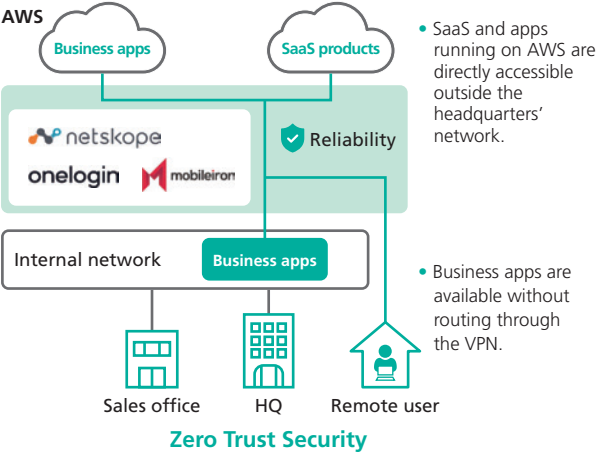 AWS
Business apps
SaaS products
• SaaS and apps
running on AWS are
directly accessible
outside the
headquarters’
network.
netskope
onelogin
mobileiron
Reliability
Internal network
Business apps
• Business apps are
available without
routing through
the VPN.
Sales office
HQ
Remote user
Zero Trust Security